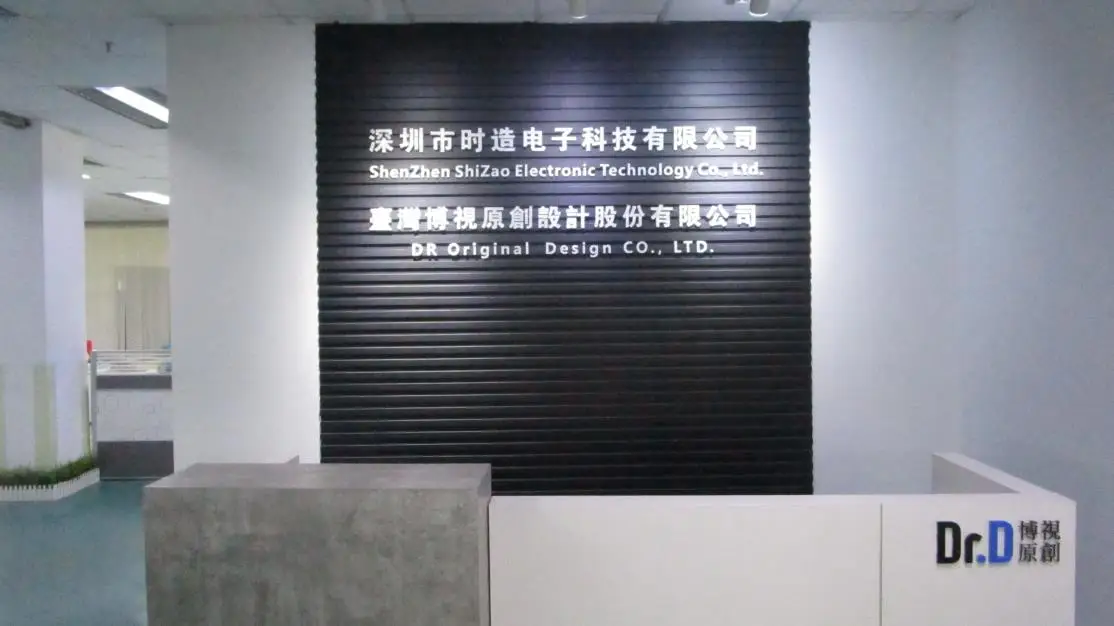 深圳市时造电子科技有限公司
ShenZhen ShiZao Electronic Technology Co., Ltd.
臺灣博視原創設計股份有限公司
DR Original Design CO., LTD.
Dr.D 博視
原創